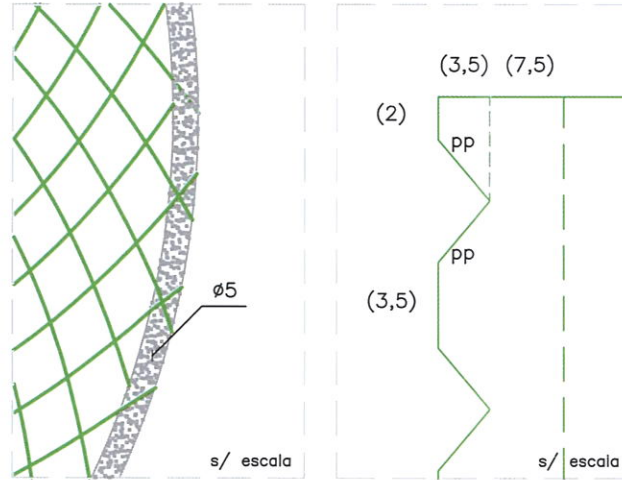 (3,5) (7,5)
(2)
pp
pp
ø5
(3,5)
s/ escala
s/ escala